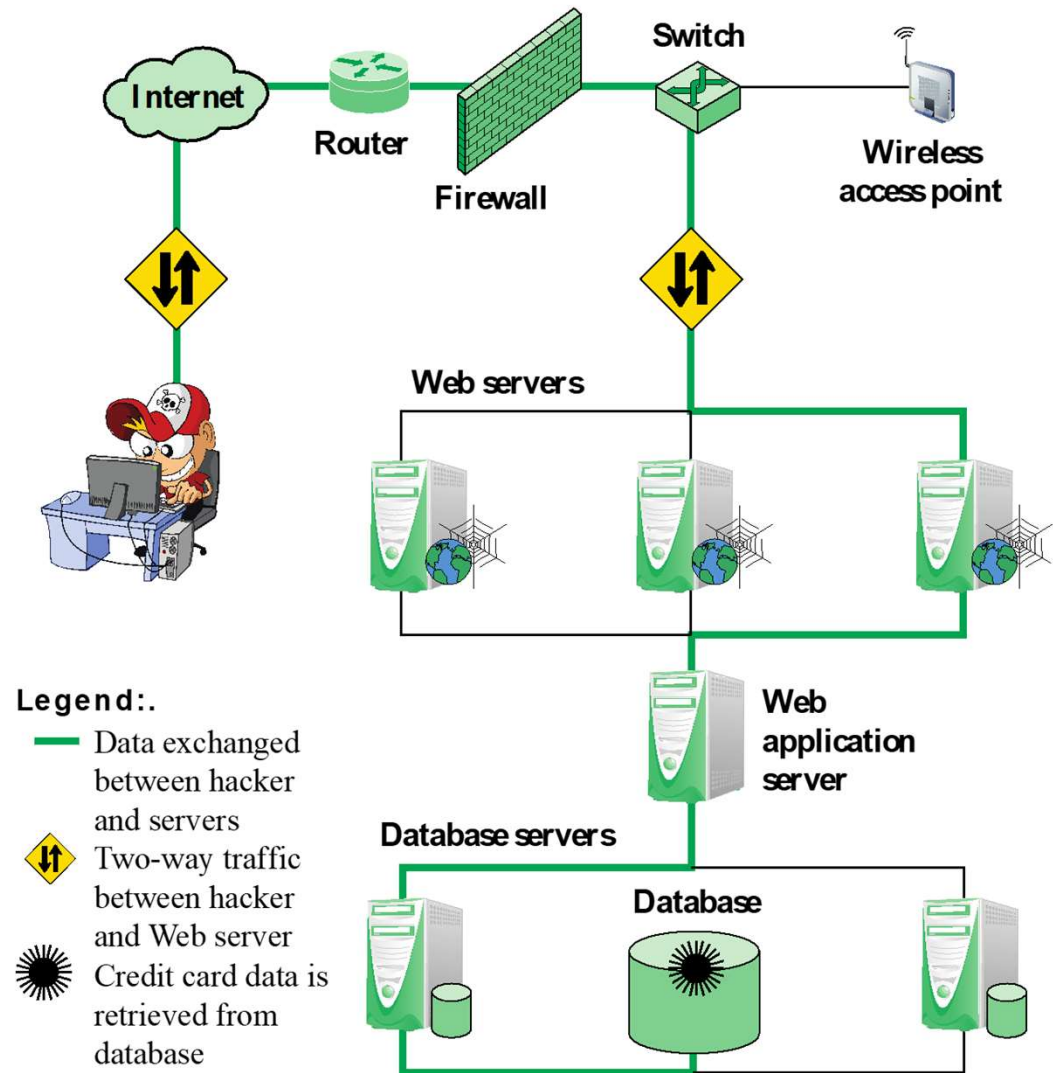 Switch
Internet
Router
Wireless
access point
Firewall
Web servers
Web
application
server
Legend:.
Data exchanged
between hacker
and servers
Two-way traffic
between hacker
and Web server
Credit card data is
retrieved from
database
Database servers
Database